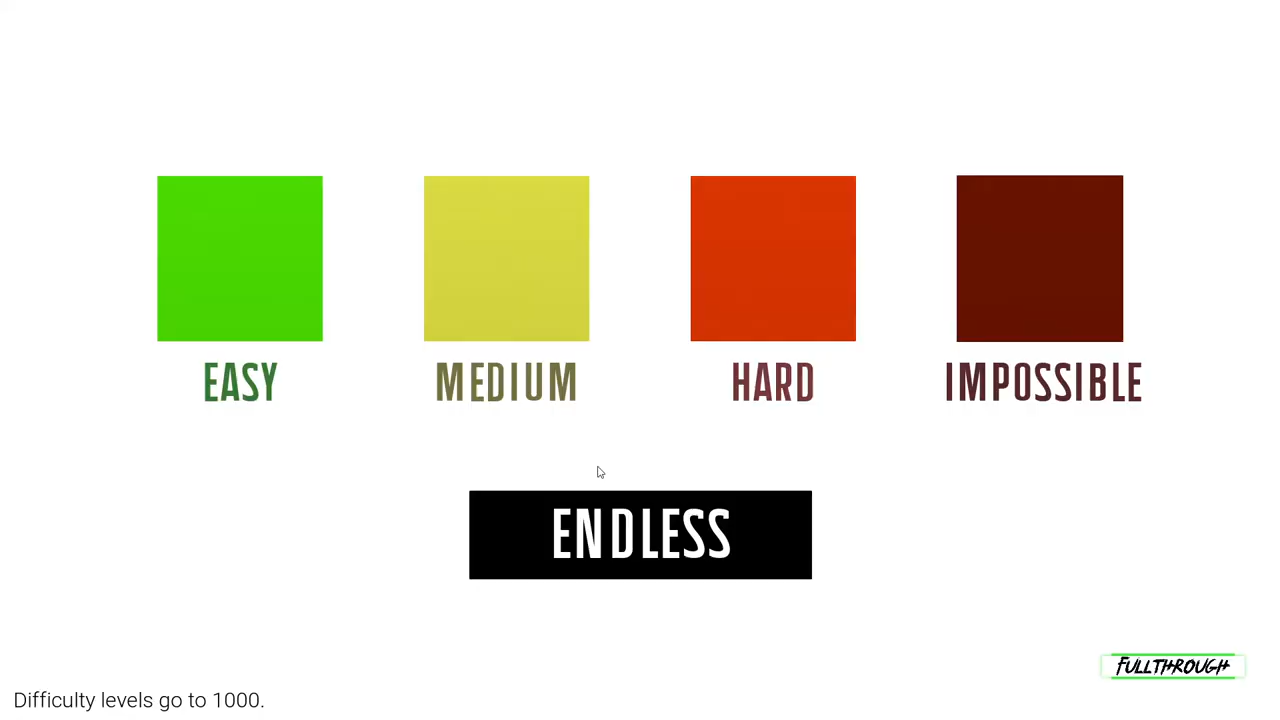 EASY
MEDIUM
HARD
IMPOSSIBLE
ENDLESS
FULLTHROUGH
Difficulty levels go to 1000.